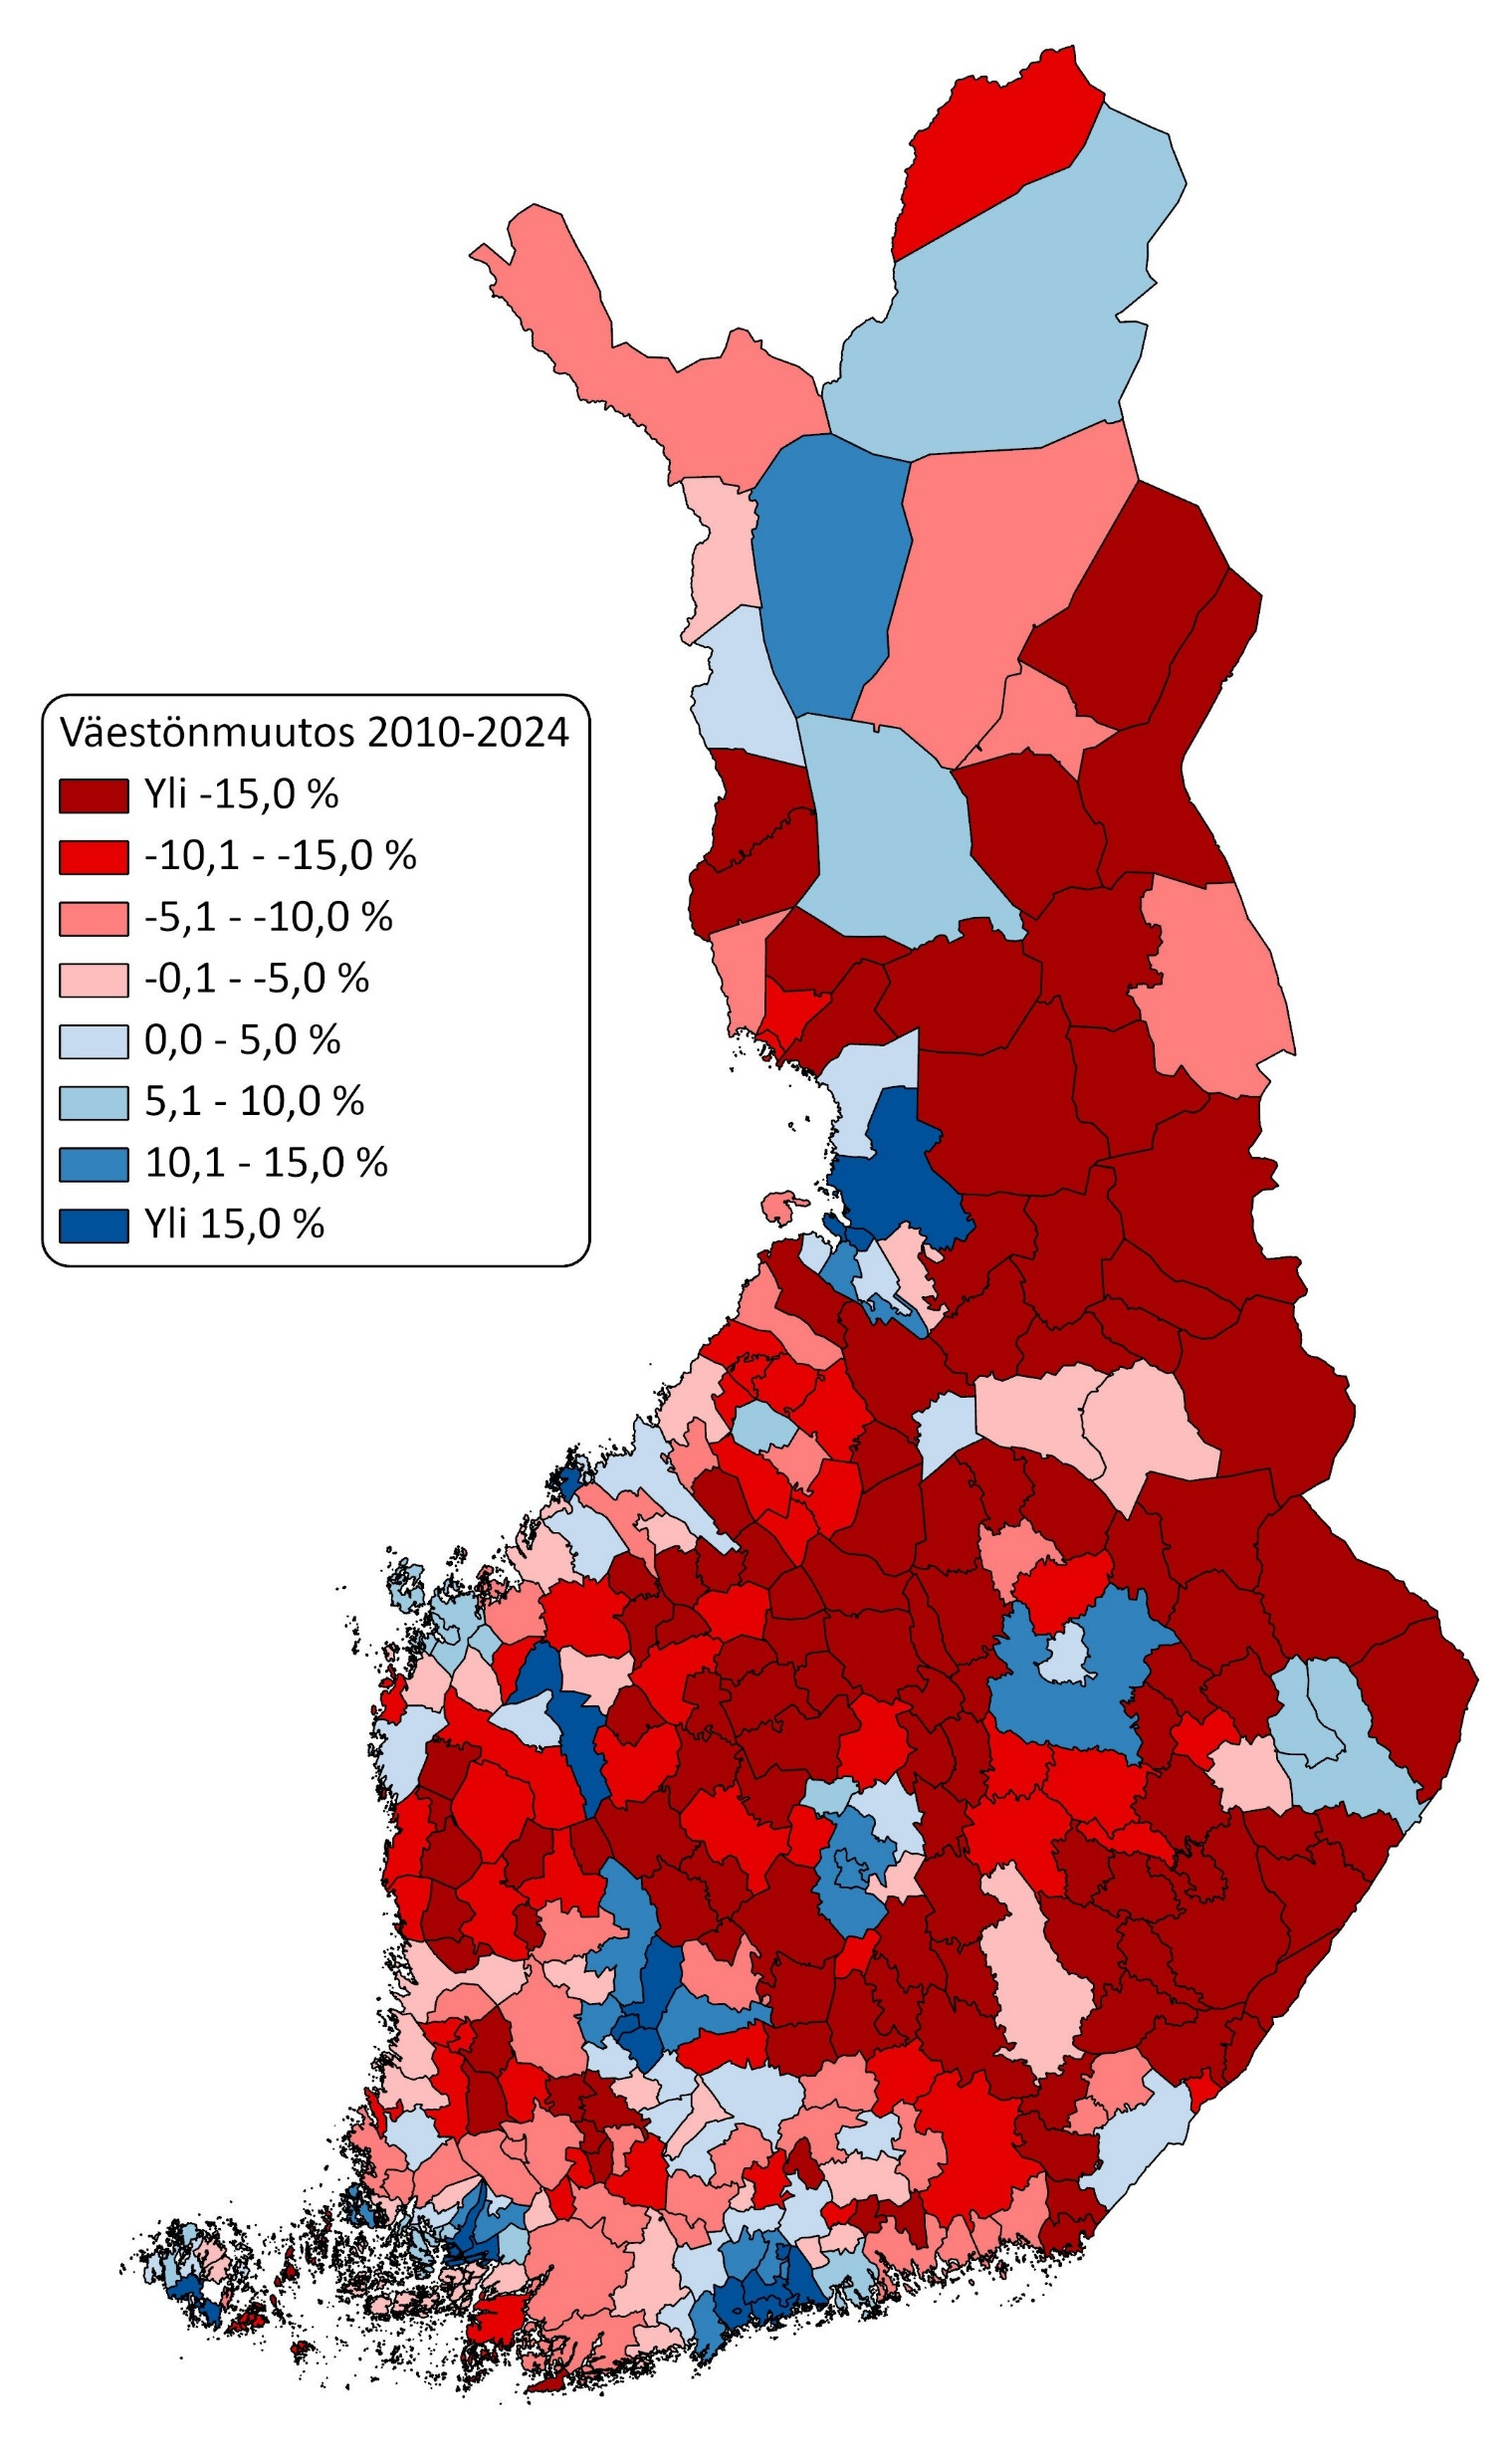 Väestönmuutos 2010-2024
Yli -15,0 %
-10,1 - -15,0 %
-5,1 - -10,0 %
-0,1 - -5,0 %
0,0 - 5,0 %
5,1 - 10,0 %
10,1 - 15,0 %
Yli 15,0 %